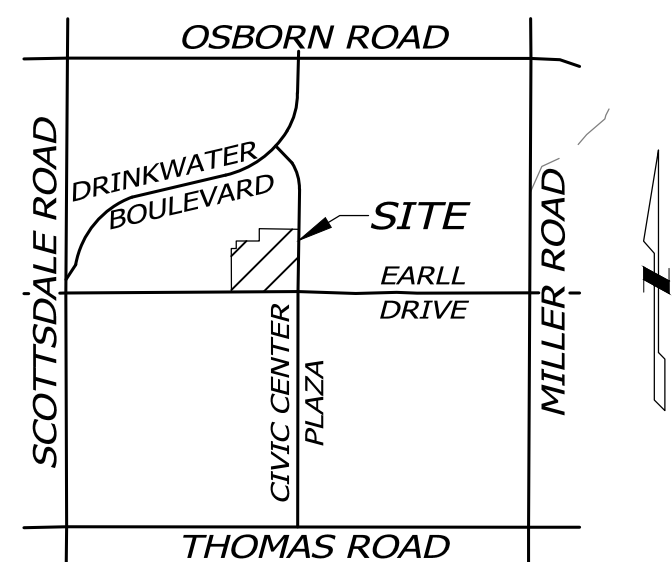 OSBORN ROAD
DRINKWATER
BOULEVARD
SCOTTSDALE ROAD
SITE
MILLER ROAD
EARLL
DRIVE
CIVIC CENTER
PLAZA
THOMAS ROAD